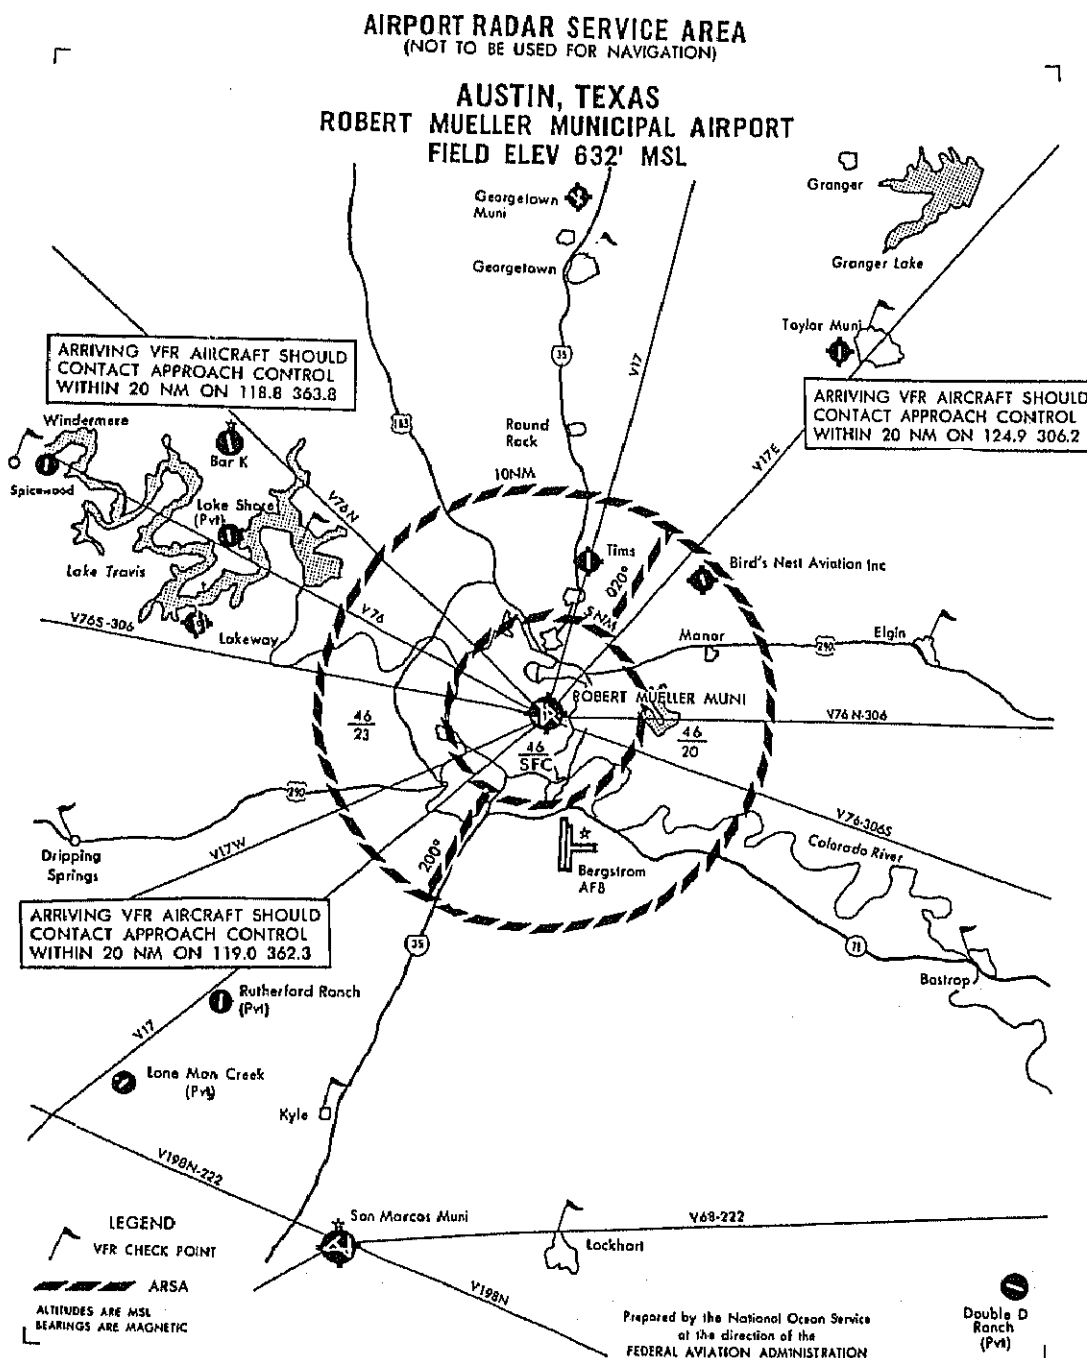 AIRPORT RADAR SERVICE AREA
(NOT TO BE USED FOR NAVIGATION)
AUSTIN, TEXAS
ROBERT MUELLER MUNICIPAL AIRPORT
FIELD ELEV 632' MSL
Georgetown
Muni
Granger
Georgetown
Granger Lake
Taylor Muni
35
V17
ARRIVING VFR AIRCRAFT SHOULD
CONTACT APPROACH CONTROL
WITHIN 20 NM ON 118.8 363.8
ARRIVING VFR AIRCRAFT SHOULD
CONTACT APPROACH CONTROL
WITHIN 20 NM ON 124.9 306.2
Windermere
183
Round
Rock
V17E
Bar K
Spicewood
10NM
V76N
Lake Shore
(Pvt)
Tims
Bird's Nest Aviation Inc
Lake Travis
020°
V76
5NM
V76S-306
Lakeway
Manor
290
Elgin
ROBERT MUELLER MUNI
46
23
46
20
V76N-306
46
SFC
290
V76-306S
Dripping
Springs
V17W
200°
Bergstrom
AFB
Colorado River
ARRIVING VFR AIRCRAFT SHOULD
CONTACT APPROACH CONTROL
WITHIN 20 NM ON 119.0 362.3
35
71
Bastrop
Rutherford Ranch
(Pvt)
V17
Lone Man Creek
(Pvt)
Kyle
V198N-222
San Marcos Muni
V68-222
LEGEND
VFR CHECK POINT
Lockhart
ARSA
V198N
ALTITUDES ARE MSL
BEARINGS ARE MAGNETIC
Prepared by the National Ocean Service
at the direction of the
FEDERAL AVIATION ADMINISTRATION
Double D
Ranch
(Pvt)